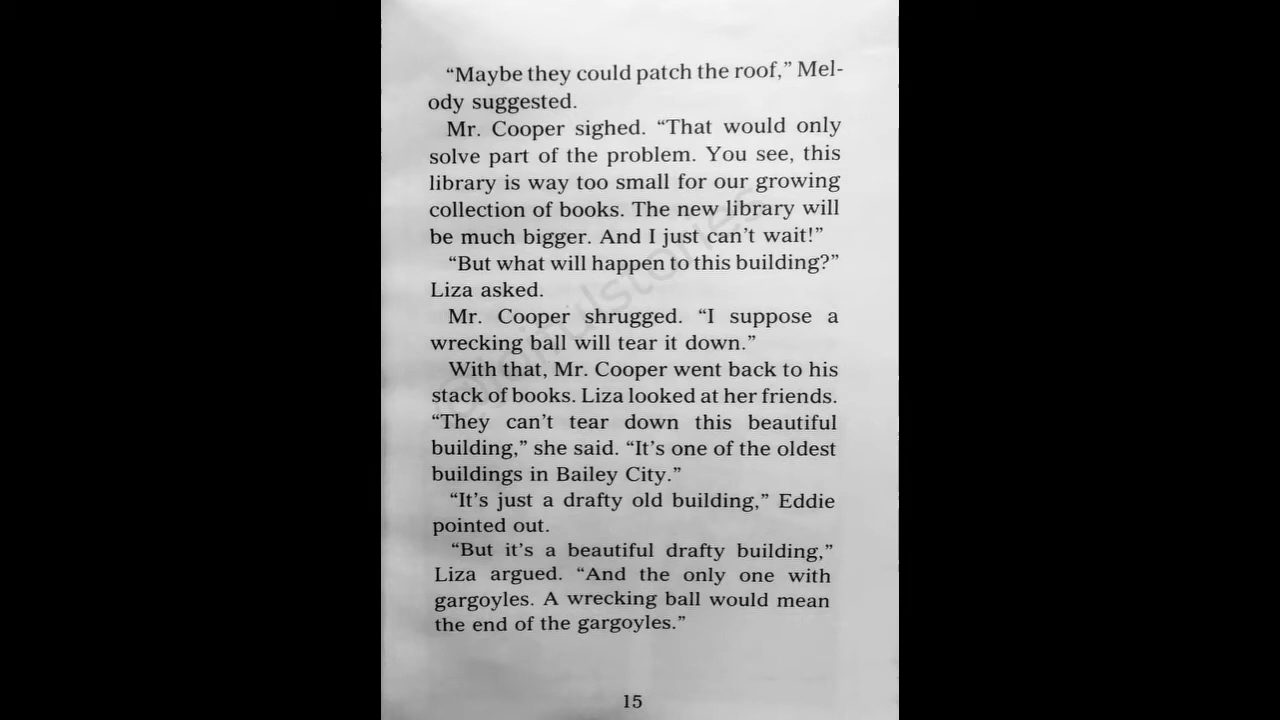 “Maybe they could patch the roof,” Mel-
ody suggested.
Mr. Cooper sighed. “That would only
solve part of the problem. You see, this
library is way too small for our growing
collection of books. The new library will
be much bigger. And I just can’t wait!”
“But what will happen to this building?”
Liza asked.
Mr. Cooper shrugged. “I suppose a
wrecking ball will tear it down.”
With that, Mr. Cooper went back to his
stack of books. Liza looked at her friends.
“They can’t tear down this beautiful
building,” she said. “It’s one of the oldest
buildings in Bailey City.”
“It’s just a drafty old building,” Eddie
pointed out.
“But it’s a beautiful drafty building,”
Liza argued. “And the only one with
gargoyles. A wrecking ball would mean
the end of the gargoyles.”
15